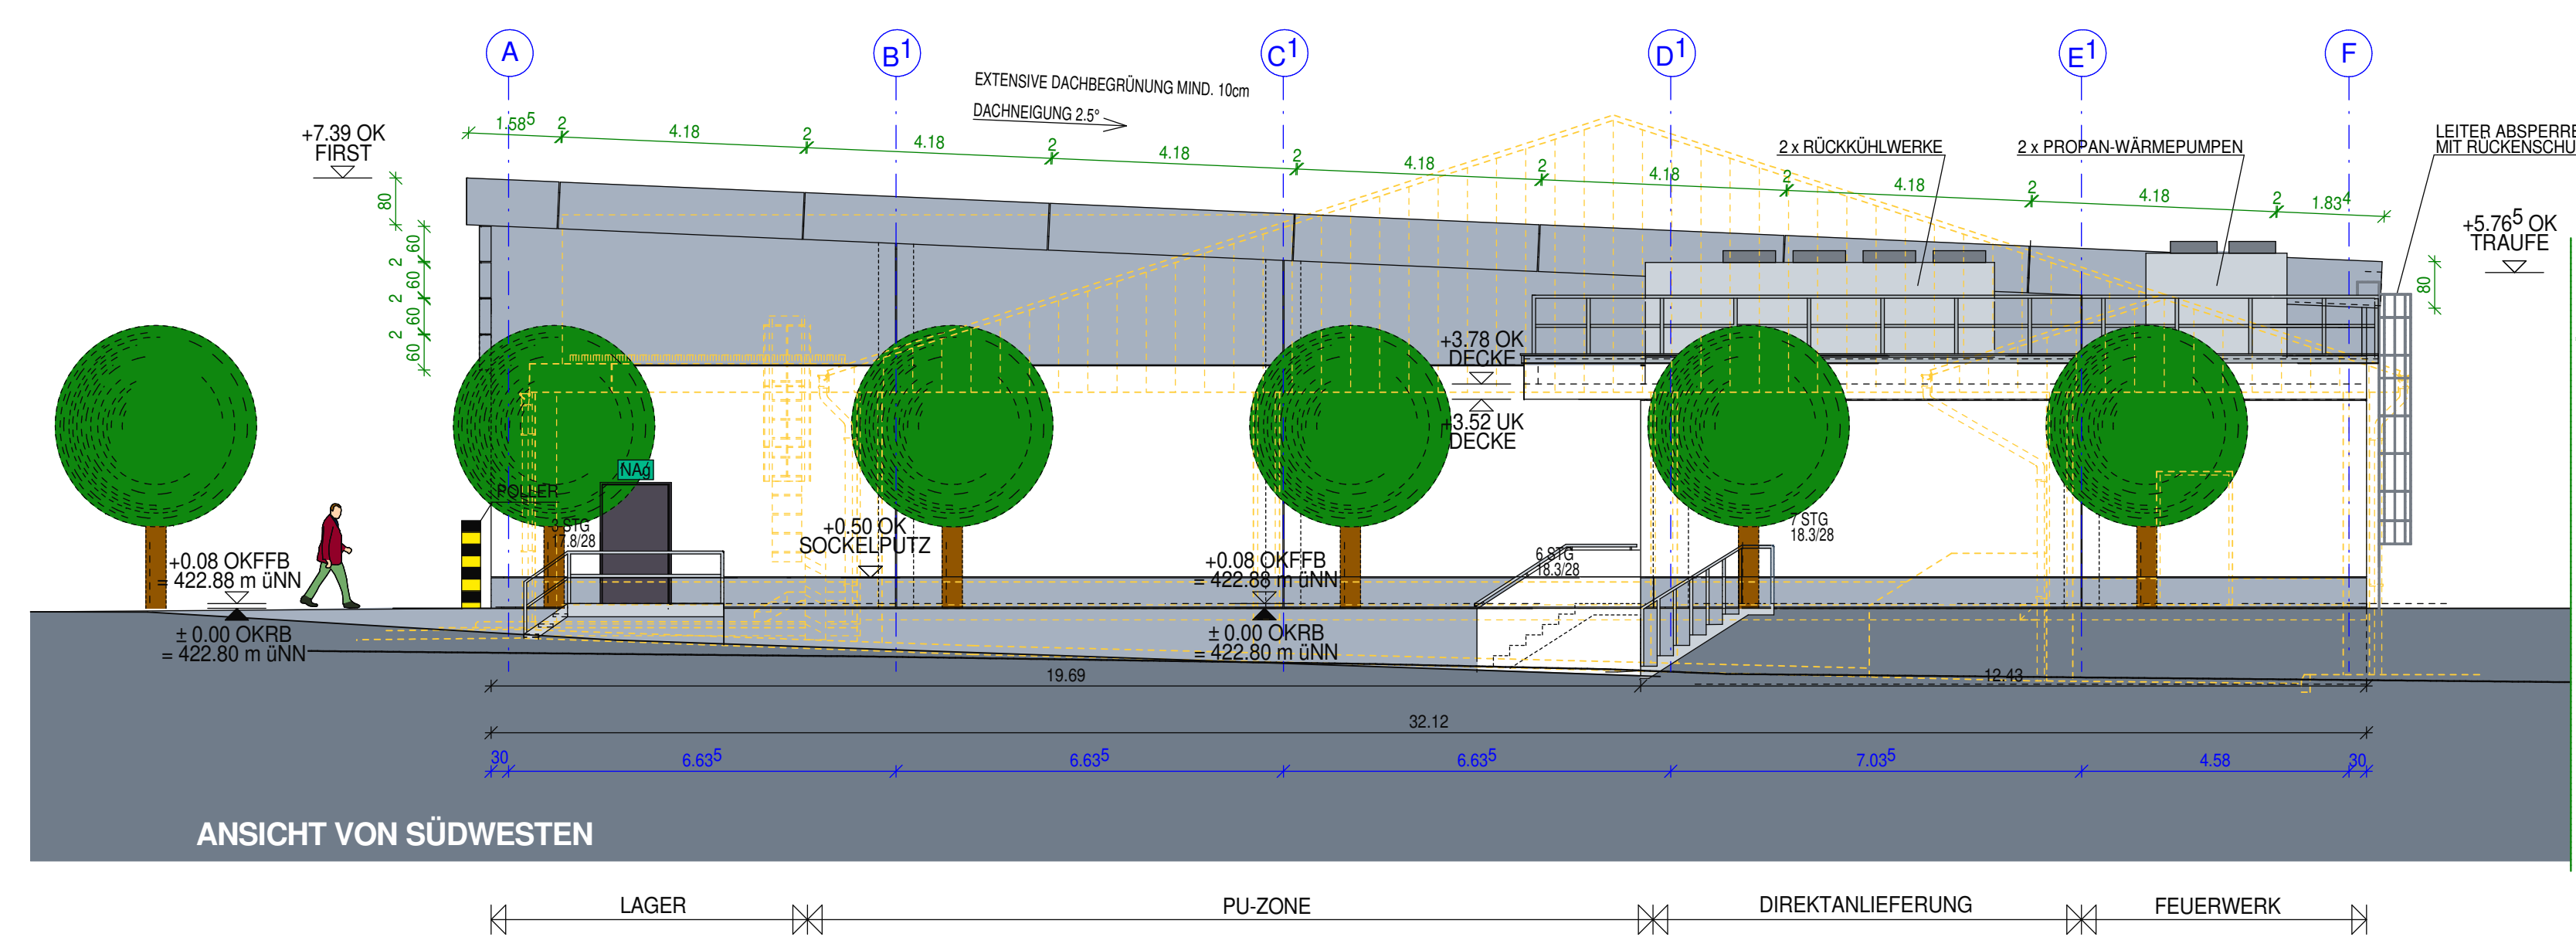 A
B1
C1
D1
E1
F
EXTENSIVE DACHBEGRÜNUNG MIND. 10cm
DACHNEIGUNG 2.5°
+7.39 OK
FIRST
1.585
2
4.18
2
4.18
2
4.18
2
4.18
2
4.18
2
4.18
2
4.18
2
1.834
2 x RÜCKKÜHLWERKE
2 x PROPAN-WÄRMEPUMPEN
LEITER ABSPERRE
MIT RÜCKENSCHU
+5.765 OK
TRAUFE
80
60
2
60
2
60
2
60
80
+3.78 OK
DECKE
+3.52 UK
DECKE
NAg
POLLER
3 STG
17.8/28
+0.50 OK
SOCKELPUTZ
6 STG
18.3/28
7 STG
18.3/28
+0.08 OKFFB
= 422.88 m üNN
± 0.00 OKRB
= 422.80 m üNN
+0.08 OKFFB
= 422.88 m üNN
± 0.00 OKRB
= 422.80 m üNN
19.69
12.43
32.12
30
6.635
6.635
6.635
7.035
4.58
30
ANSICHT VON SÜDWESTEN
LAGER
PU-ZONE
DIREKTANLIEFERUNG
FEUERWERK